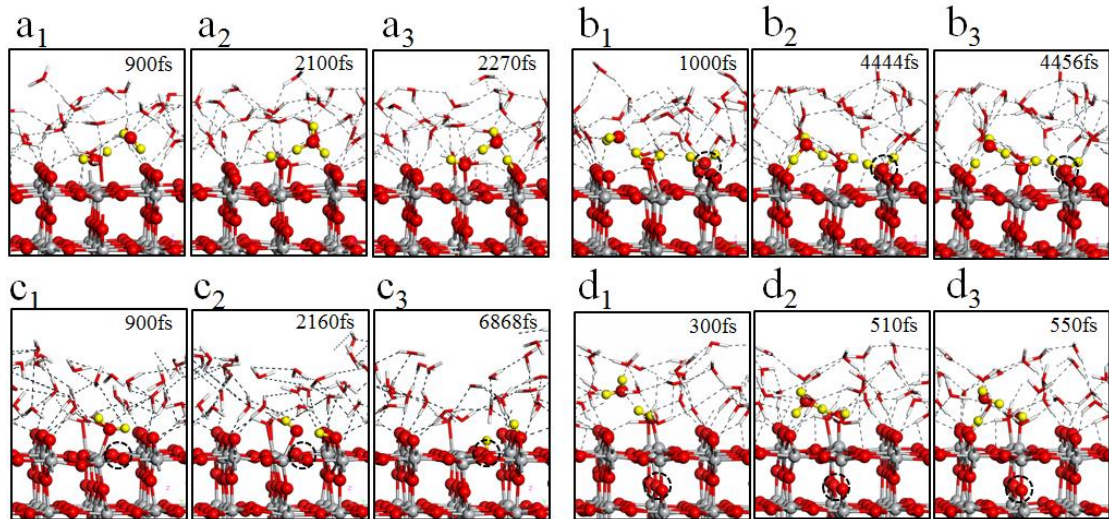 a1 a2 a3 b1 b2 b3
900fs 2100fs 2270fs 1000fs 4444fs 4456fs
c1 c2 c3 d1 d2 d3
900fs 2160fs 6868fs 300fs 510fs 550fs